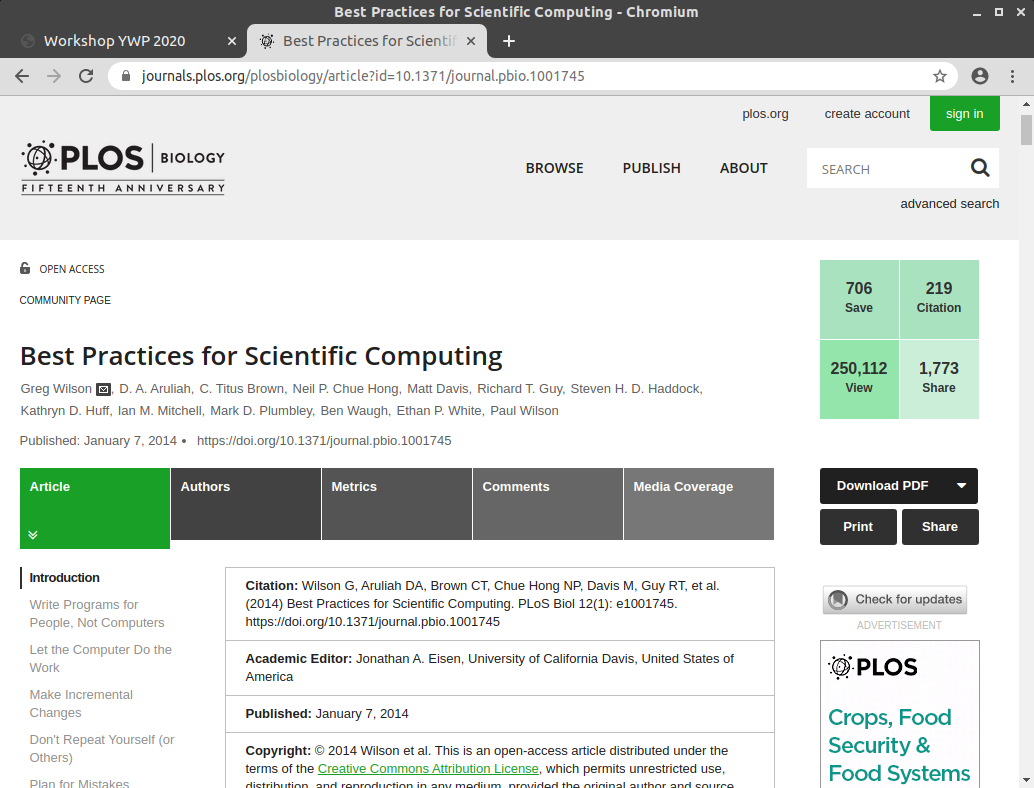 Best Practices for Scientific Computing - Chromium
Workshop YWP 2020
Best Practices for Scientif
journals.plos.org/plosbiology/article?id=10.1371/journal.pbio.1001745
plos.org
create account
sign in
PLOS BIOLOGY
FIFTEENTH ANNIVERSARY
BROWSE
PUBLISH
ABOUT
SEARCH
advanced search
OPEN ACCESS
COMMUNITY PAGE
Best Practices for Scientific Computing
Greg Wilson, D. A. Aruliah, C. Titus Brown, Neil P. Chue Hong, Matt Davis, Richard T. Guy, Steven H. D. Haddock,
Kathryn D. Huff, Ian M. Mitchell, Mark D. Plumbley, Ben Waugh, Ethan P. White, Paul Wilson
Published: January 7, 2014 • https://doi.org/10.1371/journal.pbio.1001745
706
Save
219
Citation
250,112
View
1,773
Share
Article
Authors
Metrics
Comments
Media Coverage
Download PDF
Print
Share
Introduction
Write Programs for
People, Not Computers
Let the Computer Do the
Work
Make Incremental
Changes
Don't Repeat Yourself (or
Others)
Plan for Mistakes
Citation: Wilson G, Aruliah DA, Brown CT, Chue Hong NP, Davis M, Guy RT, et al.
(2014) Best Practices for Scientific Computing. PLoS Biol 12(1): e1001745.
https://doi.org/10.1371/journal.pbio.1001745
Academic Editor: Jonathan A. Eisen, University of California Davis, United States of
America
Published: January 7, 2014
Copyright: © 2014 Wilson et al. This is an open-access article distributed under the
terms of the Creative Commons Attribution License, which permits unrestricted use,
distribution, and reproduction in any medium, provided the original author and source
Check for updates
ADVERTISEMENT
PLOS
Crops, Food
Security &
Food Systems